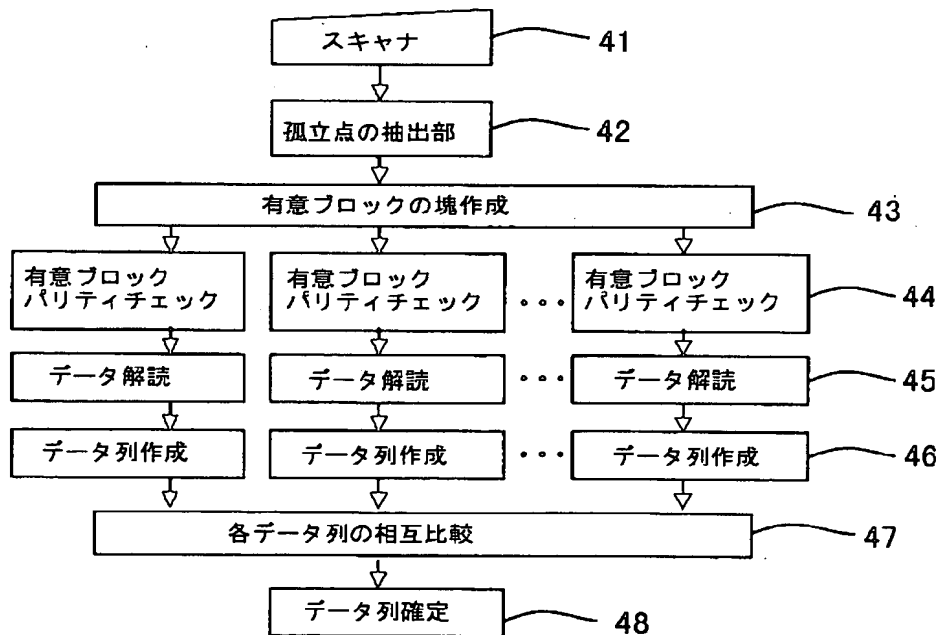 スキャナ 41
孤立点の抽出部 42
有意ブロックの塊作成 43
有意ブロック
パリティチェック
有意ブロック
パリティチェック
・・・
有意ブロック
パリティチェック
44
データ解読 データ解読 ・・・ データ解読 45
データ列作成 データ列作成 ・・・ データ列作成 46
各データ列の相互比較 47
データ列確定 48